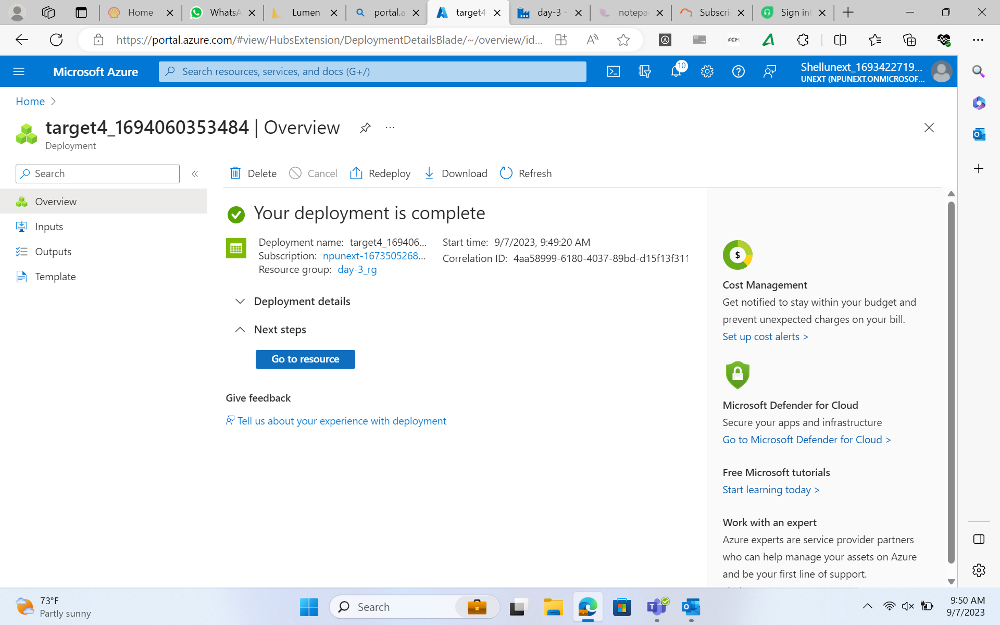 Home
WhatsA
Lumen
portal.a
target4_
day-3 -
notepa
Subscri
Sign int
https://portal.azure.com/#view/HubsExtension/DeploymentDetailsBlade/~/overview/id...
FCM
Microsoft Azure
Search resources, services, and docs (G+/)
10
Shellunext_1693422719...
UNEXT (NPUNEXT.ONMICROSOF...
Home
target4_1694060353484 | Overview
Deployment
Search
Delete
Cancel
Redeploy
Download
Refresh
Overview
Inputs
Outputs
Template
Your deployment is complete
Deployment name: target4_169406...
Subscription: npunext-1673505268...
Resource group: day-3_rg
Start time: 9/7/2023, 9:49:20 AM
Correlation ID: 4aa58999-6180-4037-89bd-d15f13f311
Deployment details
Next steps
Go to resource
Give feedback
Tell us about your experience with deployment
Cost Management
Get notified to stay within your budget and
prevent unexpected charges on your bill.
Set up cost alerts >
Microsoft Defender for Cloud
Secure your apps and infrastructure
Go to Microsoft Defender for Cloud >
Free Microsoft tutorials
Start learning today >
Work with an expert
Azure experts are service provider partners
who can help manage your assets on Azure
and be your first line of support.
73°F
Partly sunny
Search
9:50 AM
9/7/2023